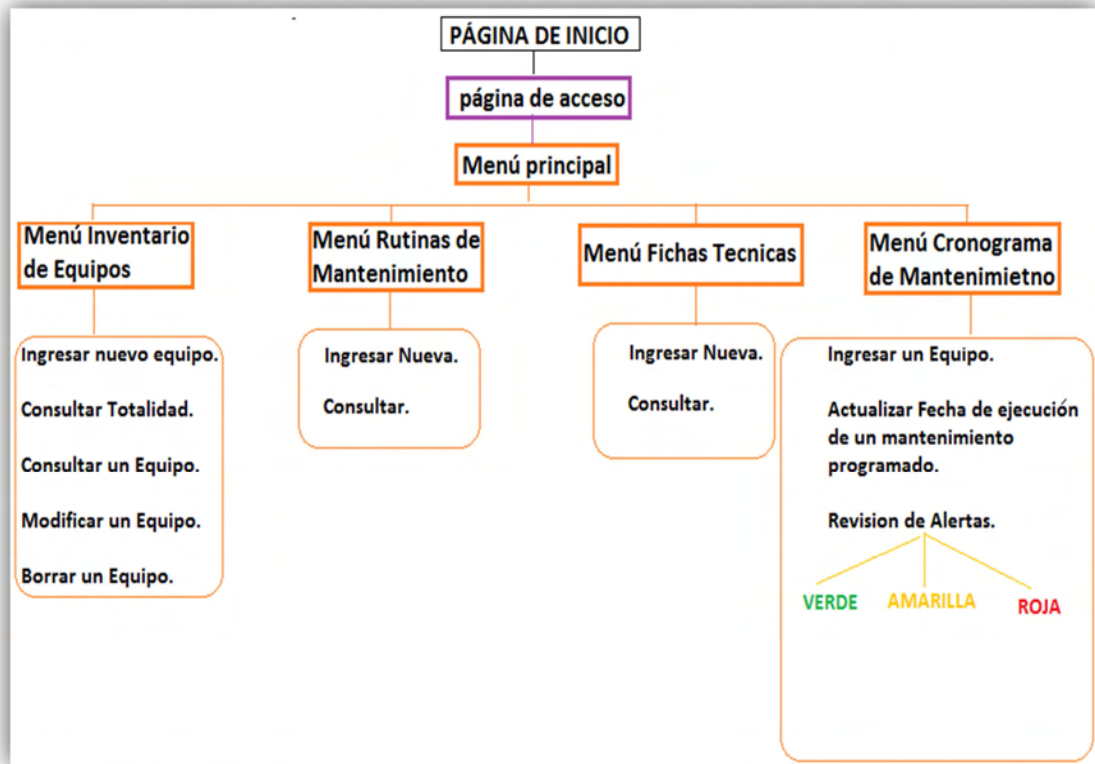 PÁGINA DE INICIO
página de acceso
Menú principal
Menú Inventario
de Equipos
Ingresar nuevo equipo.
Consultar Totalidad.
Consultar un Equipo.
Modificar un Equipo.
Borrar un Equipo.
Menú Rutinas de
Mantenimiento
Ingresar Nueva.
Consultar.
Menú Fichas Tecnicas
Ingresar Nueva.
Consultar.
Menú Cronograma
de Mantenimietno
Ingresar un Equipo.
Actualizar Fecha de ejecución
de un mantenimiento
programado.
Revision de Alertas.
VERDE
AMARILLA
ROJA